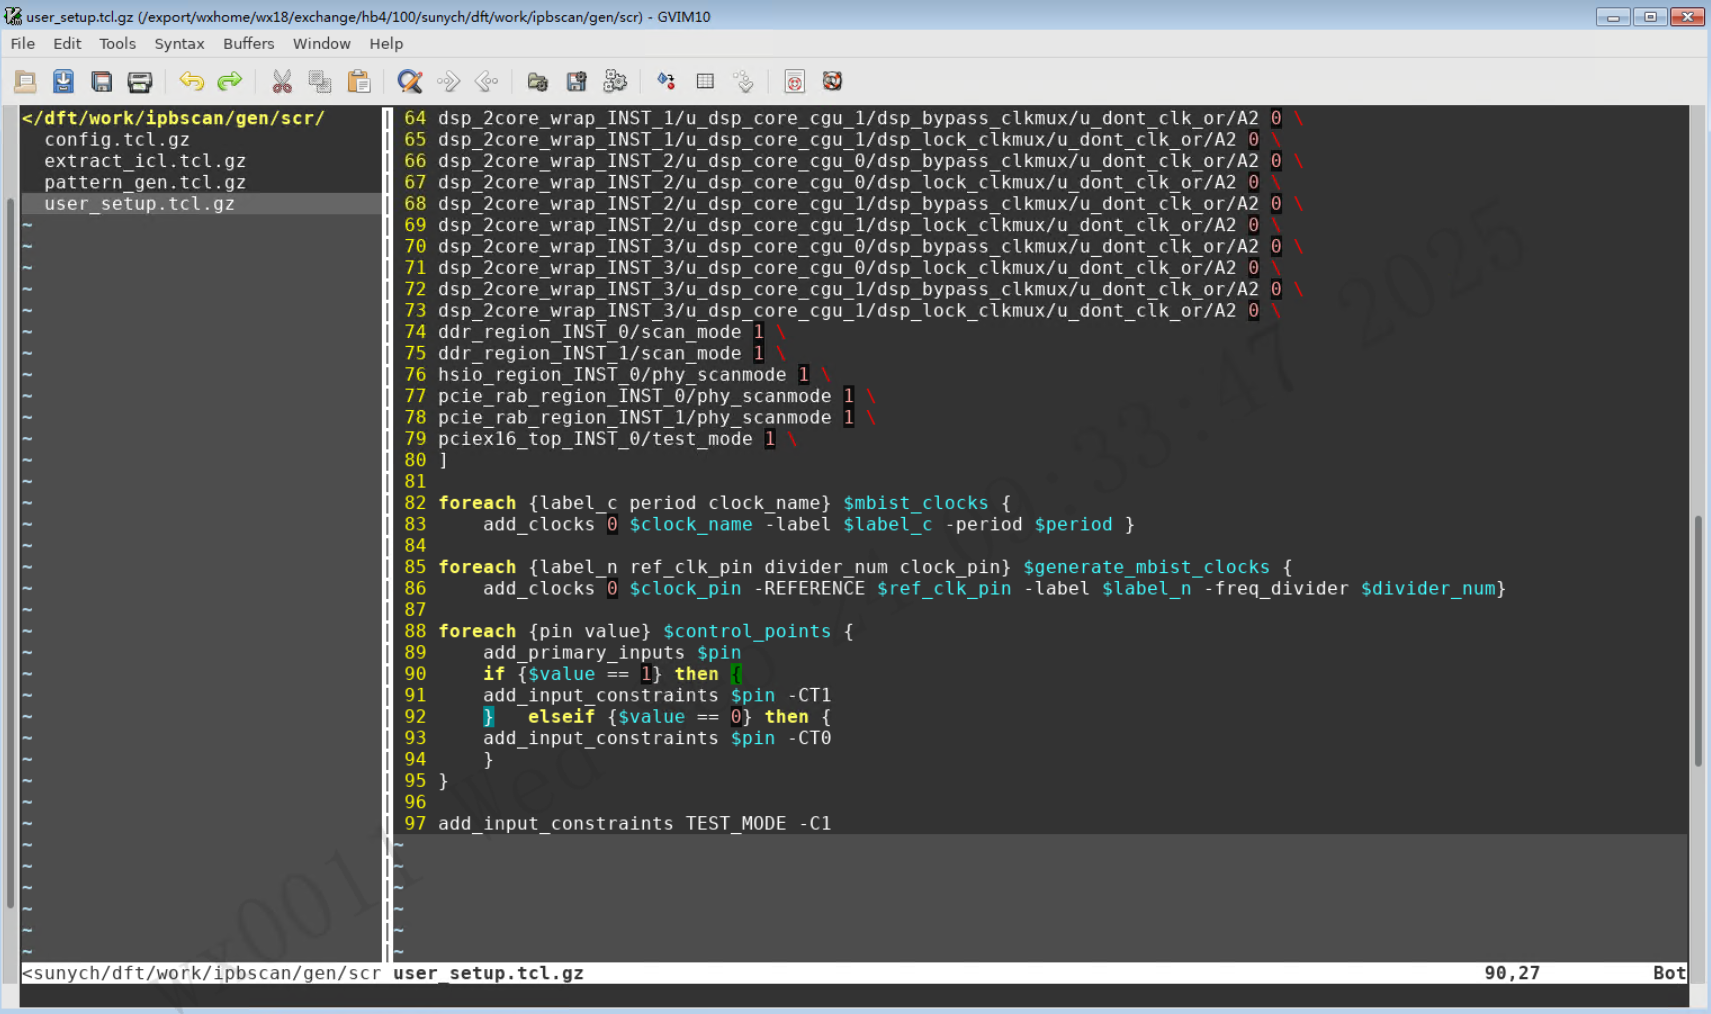 user_setup.tcl.gz (/export/wxhome/wx18/exchange/hb4/100/sunych/dft/work/ipbscan/gen/scr) - GVIM10
File Edit Tools Syntax Buffers Window Help
</dft/work/ipbscan/gen/scr/
config.tcl.gz
extract_icl.tcl.gz
pattern_gen.tcl.gz
user_setup.tcl.gz
64 dsp_2core_wrap_INST_1/u_dsp_core_cgu_1/dsp_bypass_clkmux/u_dont_clk_or/A2 0 \
65 dsp_2core_wrap_INST_1/u_dsp_core_cgu_1/dsp_lock_clkmux/u_dont_clk_or/A2 0 \
66 dsp_2core_wrap_INST_2/u_dsp_core_cgu_0/dsp_bypass_clkmux/u_dont_clk_or/A2 0 \
67 dsp_2core_wrap_INST_2/u_dsp_core_cgu_0/dsp_lock_clkmux/u_dont_clk_or/A2 0 \
68 dsp_2core_wrap_INST_2/u_dsp_core_cgu_1/dsp_bypass_clkmux/u_dont_clk_or/A2 0 \
69 dsp_2core_wrap_INST_2/u_dsp_core_cgu_1/dsp_lock_clkmux/u_dont_clk_or/A2 0 \
70 dsp_2core_wrap_INST_3/u_dsp_core_cgu_0/dsp_bypass_clkmux/u_dont_clk_or/A2 0 \
71 dsp_2core_wrap_INST_3/u_dsp_core_cgu_0/dsp_lock_clkmux/u_dont_clk_or/A2 0 \
72 dsp_2core_wrap_INST_3/u_dsp_core_cgu_1/dsp_bypass_clkmux/u_dont_clk_or/A2 0 \
73 dsp_2core_wrap_INST_3/u_dsp_core_cgu_1/dsp_lock_clkmux/u_dont_clk_or/A2 0 \
74 ddr_region_INST_0/scan_mode 1 \
75 ddr_region_INST_1/scan_mode 1 \
76 hsio_region_INST_0/phy_scanmode 1 \
77 pcie_rab_region_INST_0/phy_scanmode 1 \
78 pcie_rab_region_INST_1/phy_scanmode 1 \
79 pciex16_top_INST_0/test_mode 1 \
80 ]
81
82 foreach {label_c period clock_name} $mbist_clocks {
83     add_clocks 0 $clock_name -label $label_c -period $period }
84
85 foreach {label_n ref_clk_pin divider_num clock_pin} $generate_mbist_clocks {
86     add_clocks 0 $clock_pin -REFERENCE $ref_clk_pin -label $label_n -freq_divider $divider_num}
87
88 foreach {pin value} $control_points {
89     add_primary_inputs $pin
90     if {$value == 1} then {
91     add_input_constraints $pin -CT1
92     }   elseif {$value == 0} then {
93     add_input_constraints $pin -CT0
94     }
95 }
96
97 add_input_constraints TEST_MODE -C1
<sunych/dft/work/ipbscan/gen/scr user_setup.tcl.gz 90,27 Bot